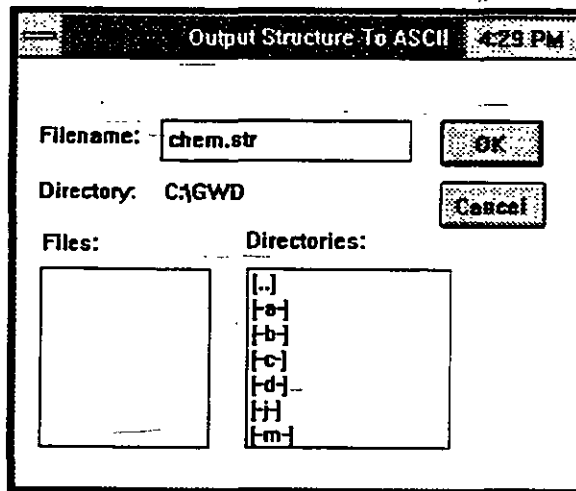 Output Structure To ASCII 4:29 PM
Filename: chem.str OK
Directory: C:\GWD Cancel
Files: Directories:
[..]
[-a-]
[-b-]
[-c-]
[-d-]
[-j-]
[-m-]